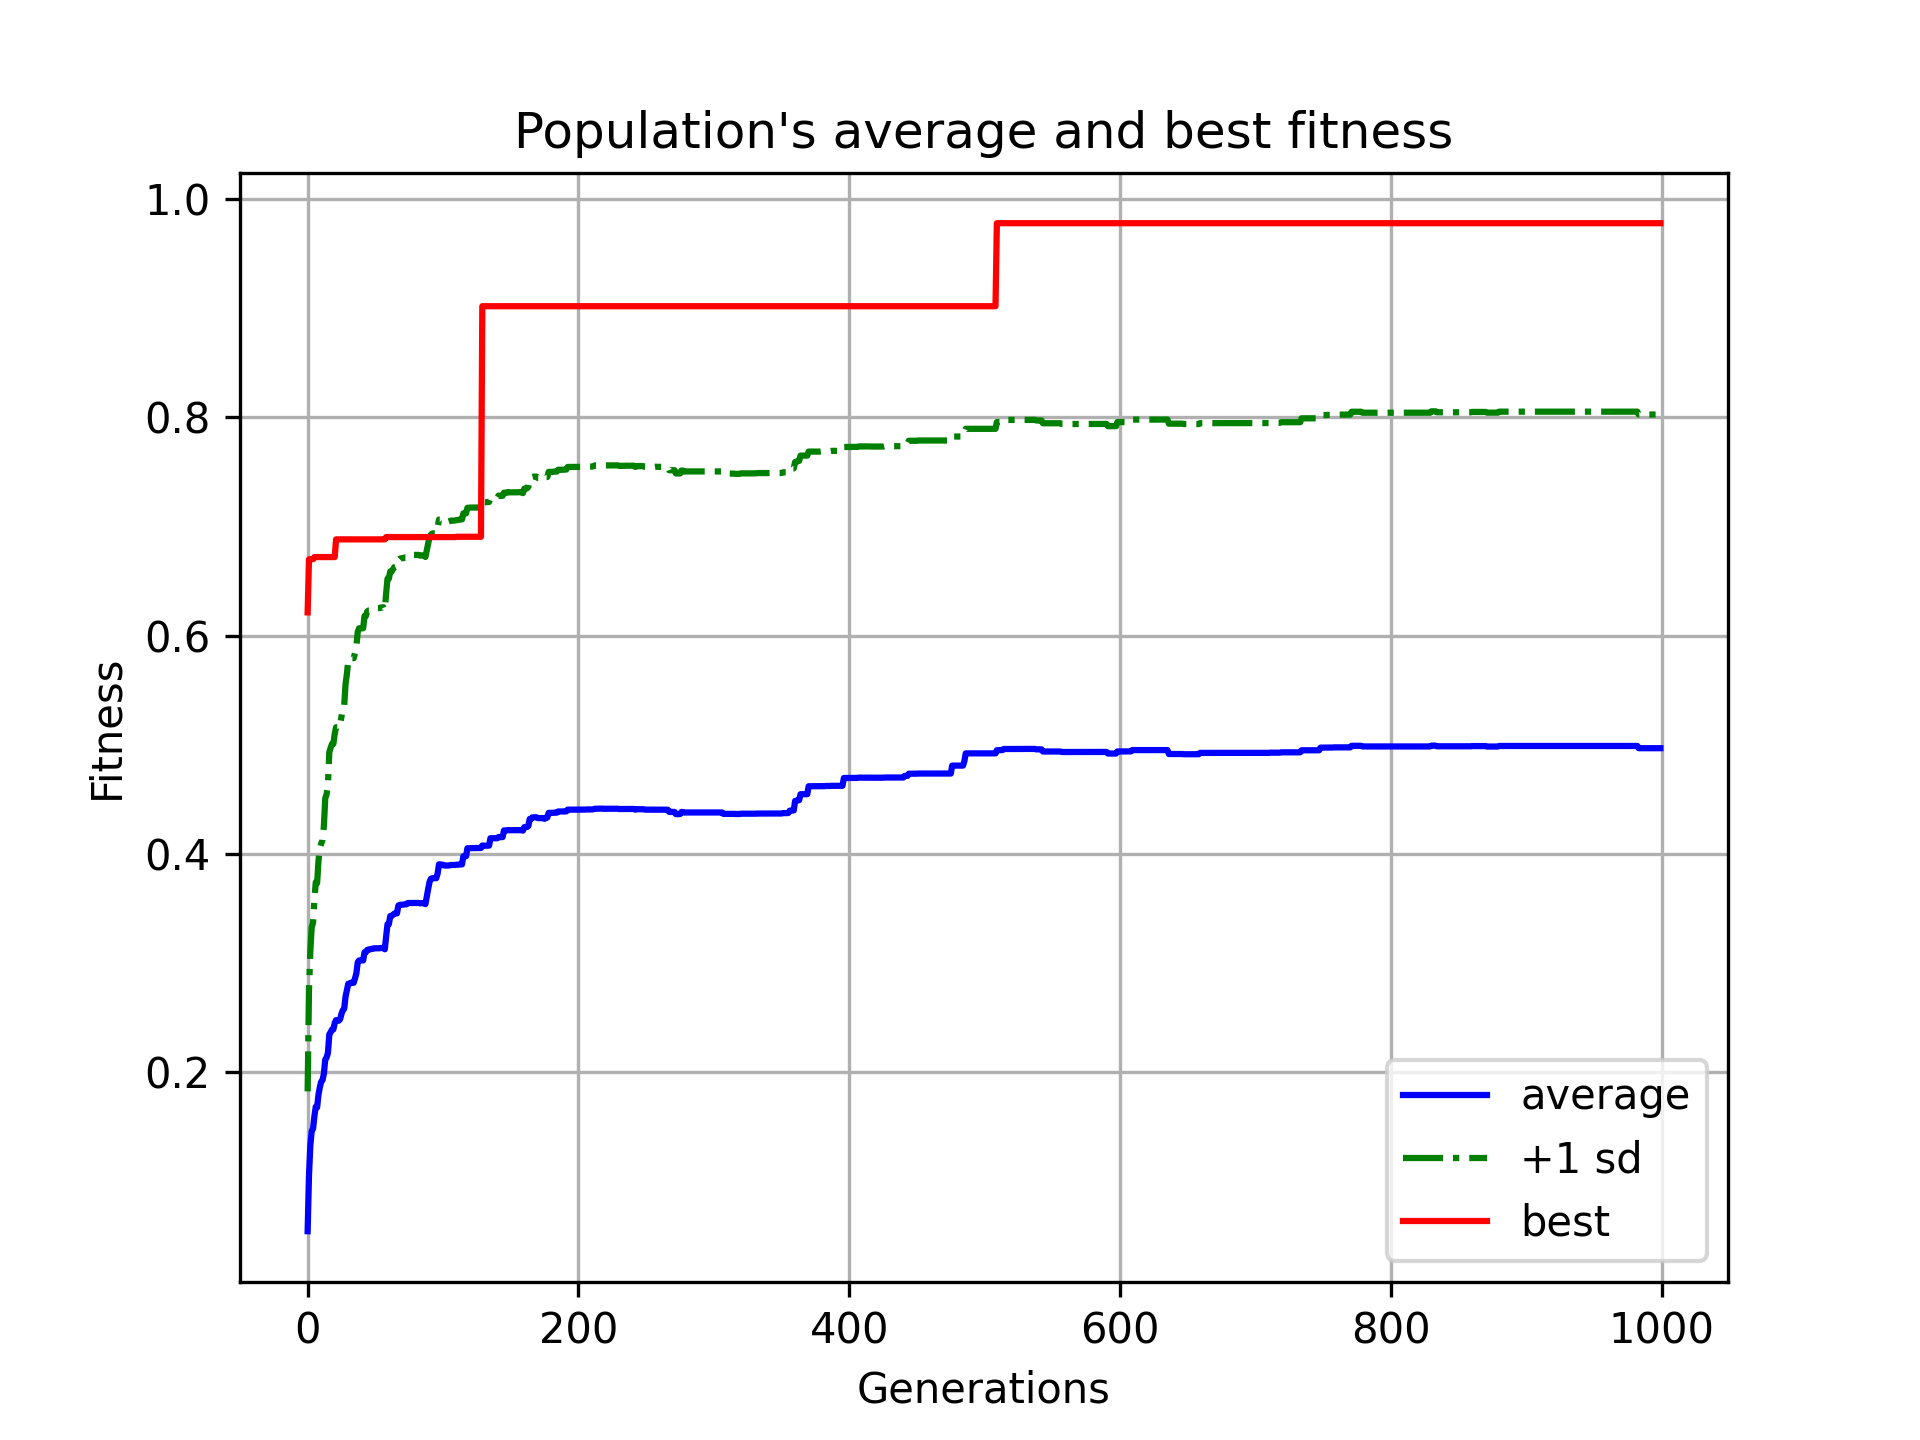 Population's average and best fitness
1.0
0.8
0.6
0.4
0.2
Fitness
0
200
400
600
800
1000
Generations
average
+1 sd
best